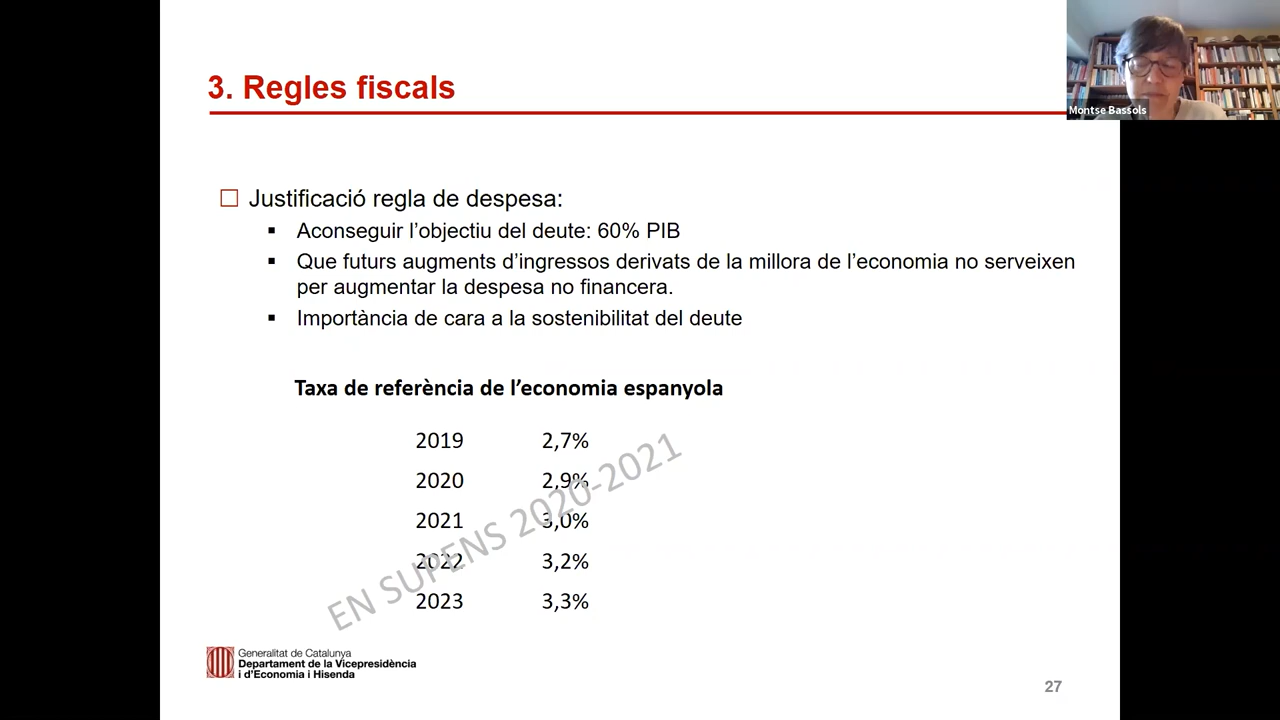 3. Regles fiscals
Montse Bassols
Justificació regla de despesa:
Aconseguir l’objectiu del deute: 60% PIB
Que futurs augments d’ingressos derivats de la millora de l’economia no serveixen
per augmentar la despesa no financera.
Importància de cara a la sostenibilitat del deute
Taxa de referència de l’economia espanyola
2019 2,7%
2020 2,9%
2021 3,0%
2022 3,2%
2023 3,3%
EN SUPENS 2020-2021
Generalitat de Catalunya
Departament de la Vicepresidència
i d'Economia i Hisenda
27